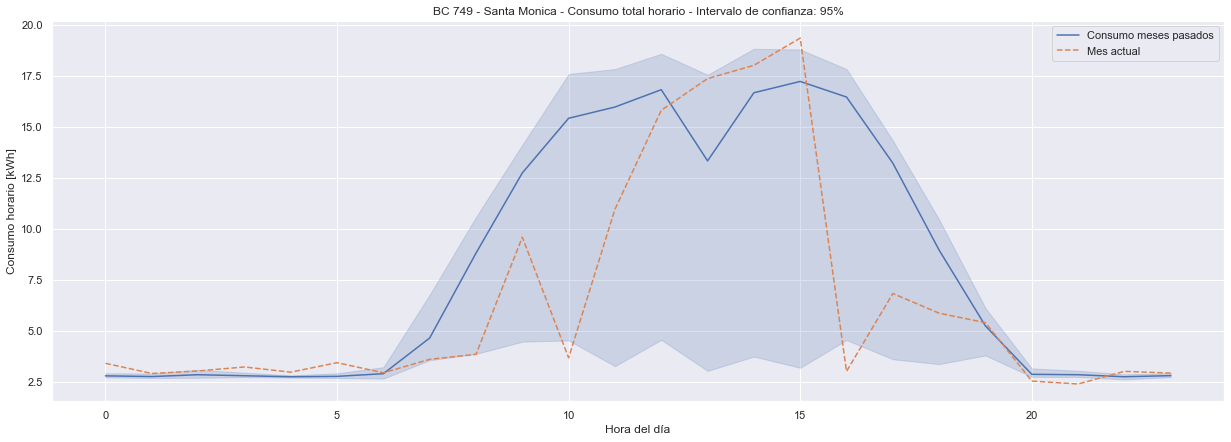 BC 749 - Santa Monica - Consumo total horario - Intervalo de confianza: 95%
Consumo meses pasados
Mes actual
Consumo horario [kWh]
20.0
17.5
15.0
12.5
10.0
7.5
5.0
2.5
0
5
10
15
20
Hora del día